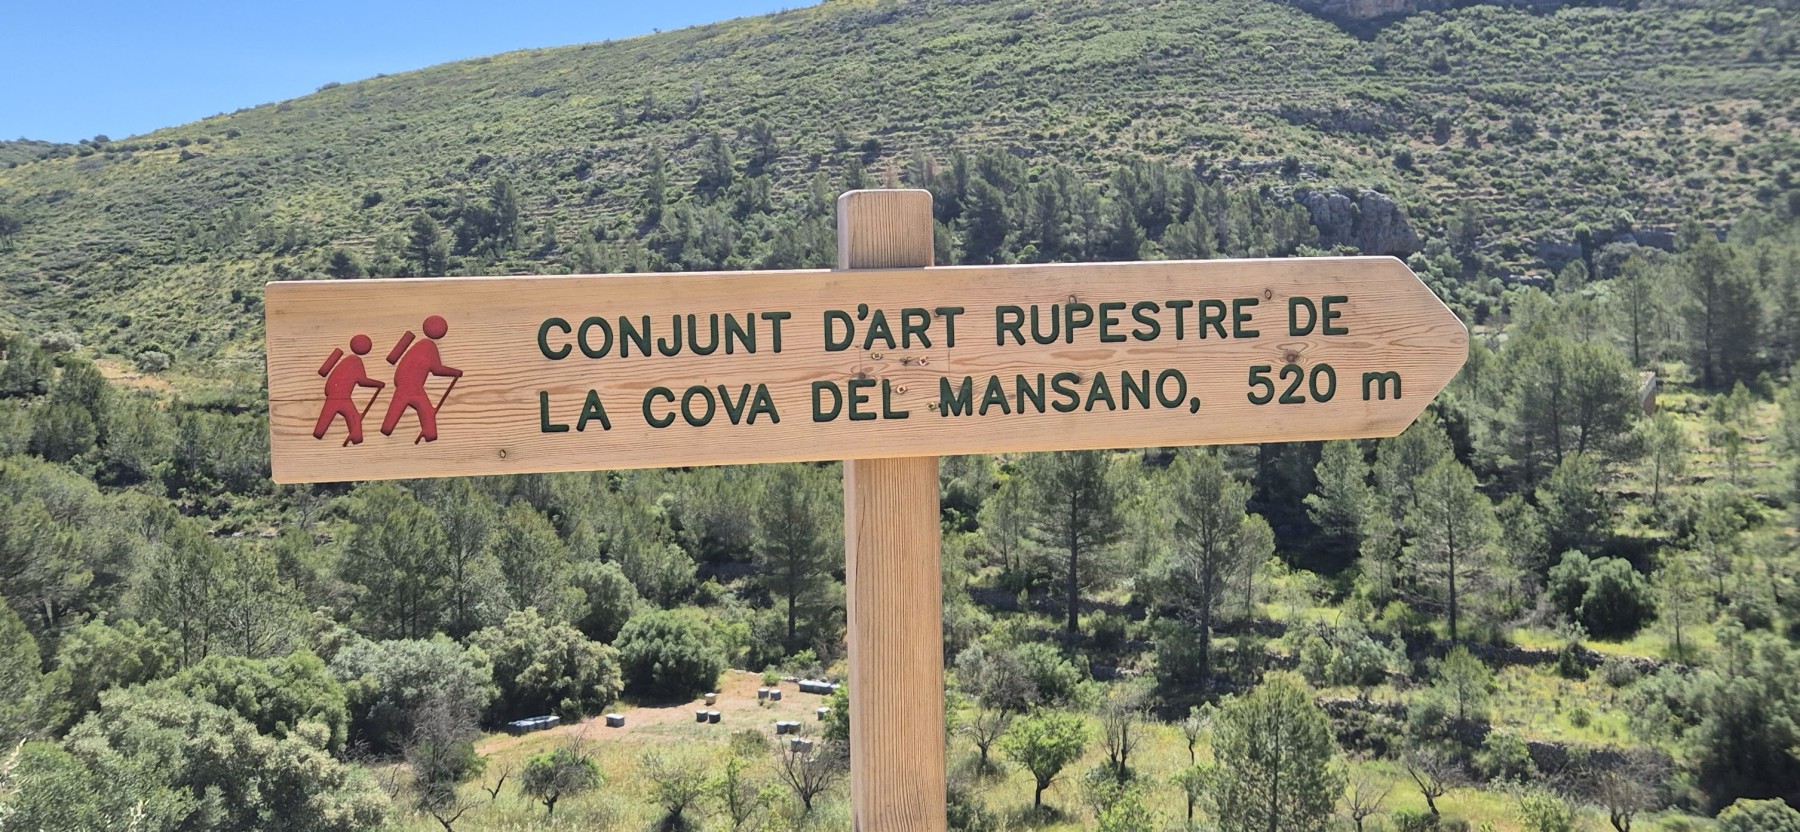 CONJUNT D'ART RUPESTRE DE
LA COVA DEL MANSANO, 520 m